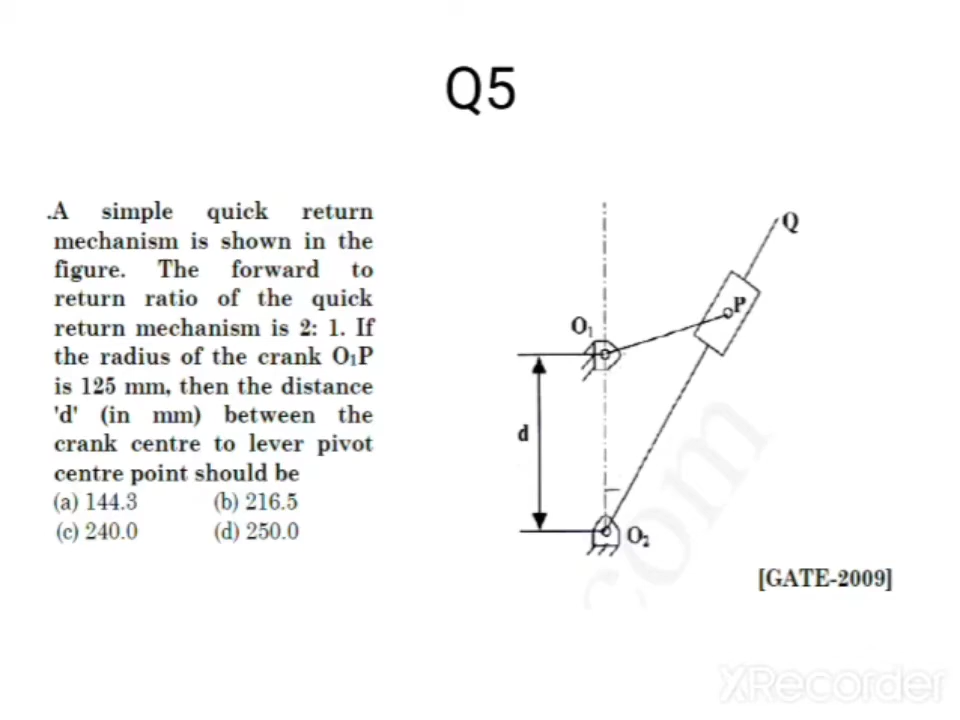 Q5
.A simple quick return
mechanism is shown in the
figure. The forward to
return ratio of the quick
return mechanism is 2: 1. If
the radius of the crank O₁P
is 125 mm, then the distance
'd' (in mm) between the
crank centre to lever pivot
centre point should be
(a) 144.3 (b) 216.5
(c) 240.0 (d) 250.0
Q
P
O₁
d
O₂
com
[GATE-2009]
XRecorder